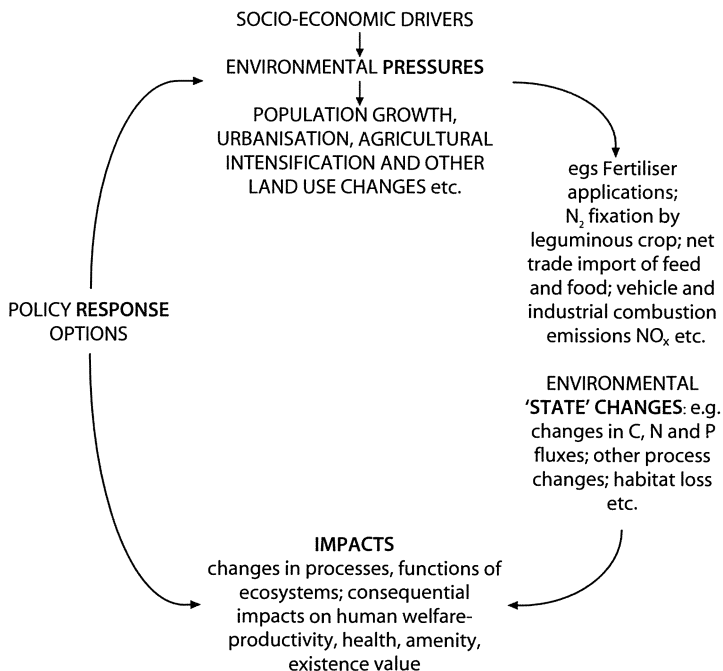 SOCIO-ECONOMIC DRIVERS
ENVIRONMENTAL PRESSURES
POPULATION GROWTH,
URBANISATION, AGRICULTURAL
INTENSIFICATION AND OTHER
LAND USE CHANGES etc.
egs Fertiliser
applications;
N₂ fixation by
leguminous crop; net
trade import of feed
and food; vehicle and
industrial combustion
emissions NOₓ etc.
POLICY RESPONSE
OPTIONS
ENVIRONMENTAL
‘STATE’ CHANGES: e.g.
changes in C, N and P
fluxes; other process
changes; habitat loss
etc.
IMPACTS
changes in processes, functions of
ecosystems; consequential
impacts on human welfare-
productivity, health, amenity,
existence value